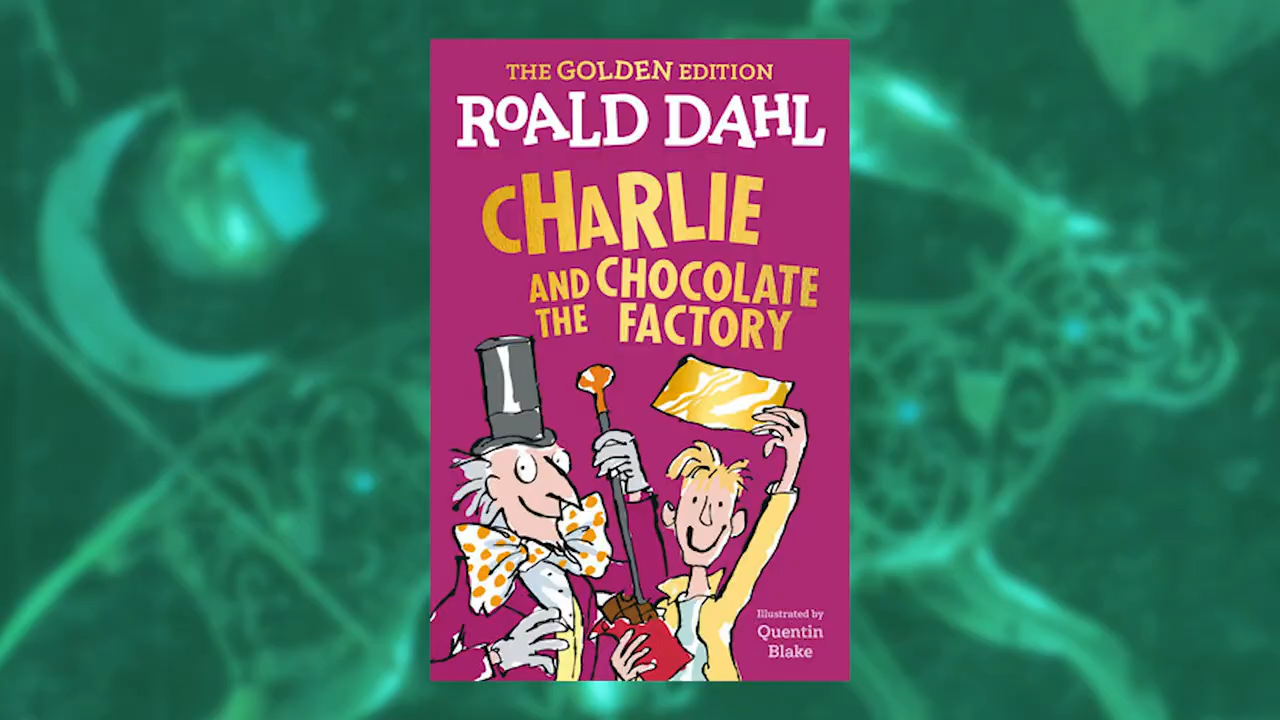 THE GOLDEN EDITION
ROALD DAHL
CHARLIE
AND CHOCOLATE
THE FACTORY
Illustrated by
Quentin
Blake